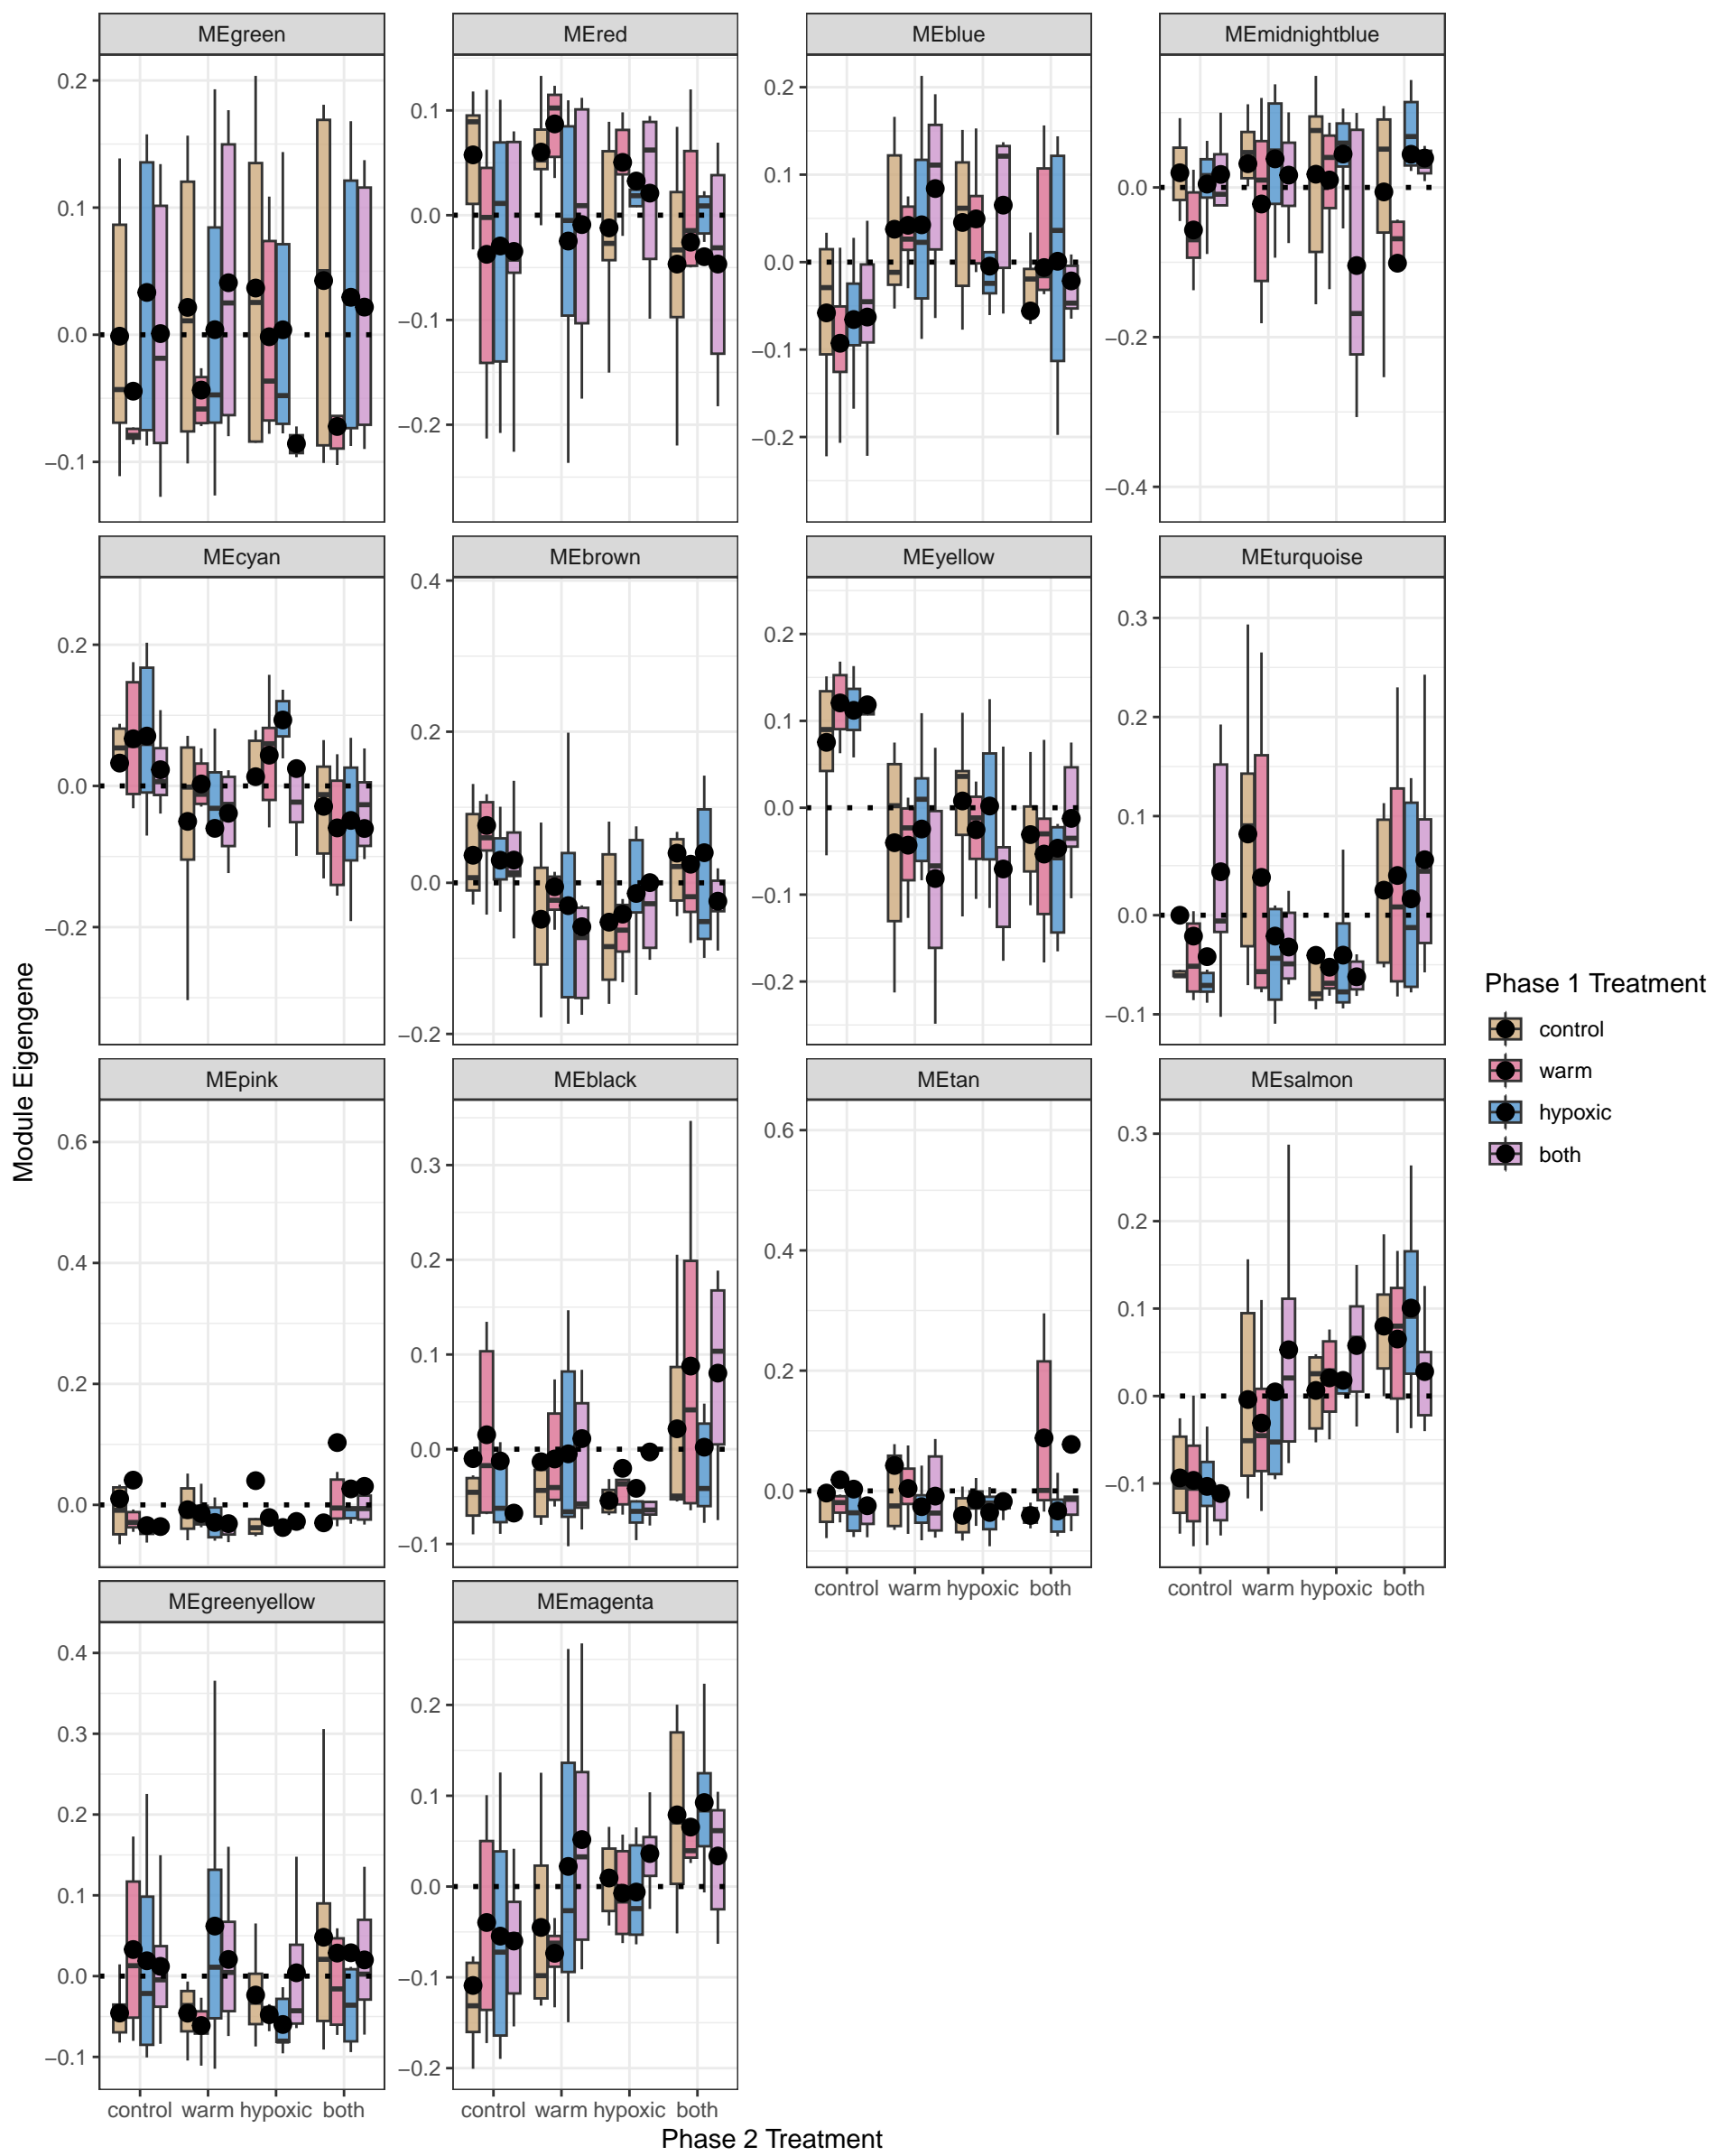 MEgreen MEred MEblue MEmidnightblue
0.2 0.1 0.0 −0.1
0.1 0.0 −0.1 −0.2
0.2 0.1 0.0 −0.1 −0.2
0.0 −0.2 −0.4
MEcyan MEbrown MEyellow MEturquoise
0.2 0.0 −0.2
0.4 0.2 0.0 −0.2
0.2 0.1 0.0 −0.1 −0.2
0.3 0.2 0.1 0.0 −0.1
MEpink MEblack MEtan MEsalmon
0.6 0.4 0.2 0.0
0.3 0.2 0.1 0.0 −0.1
0.6 0.4 0.2 0.0
0.3 0.2 0.1 0.0 −0.1
control warm hypoxic both
control warm hypoxic both
MEgreenyellow MEmagenta
0.4 0.3 0.2 0.1 0.0 −0.1
0.2 0.1 0.0 −0.1 −0.2
control warm hypoxic both
control warm hypoxic both
Phase 2 Treatment
Module Eigengene
Phase 1 Treatment
control
warm
hypoxic
both